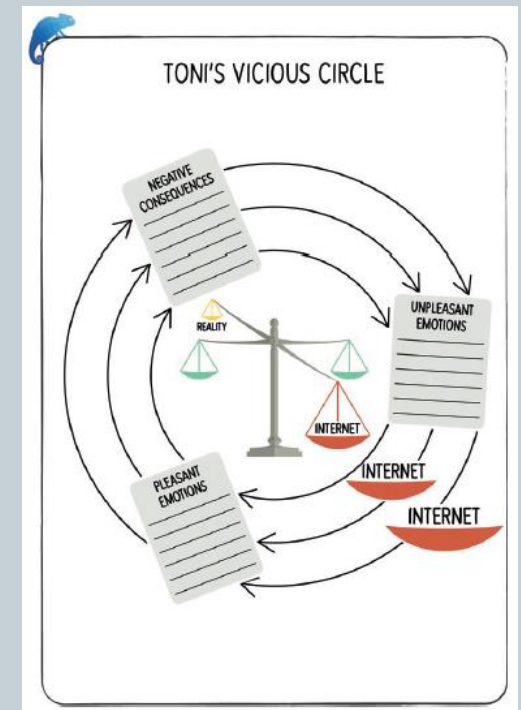 TONI'S VICIOUS CIRCLE
NEGATIVE
CONSEQUENCES
UNPLEASANT
EMOTIONS
REALITY
INTERNET
INTERNET
INTERNET
PLEASANT
EMOTIONS